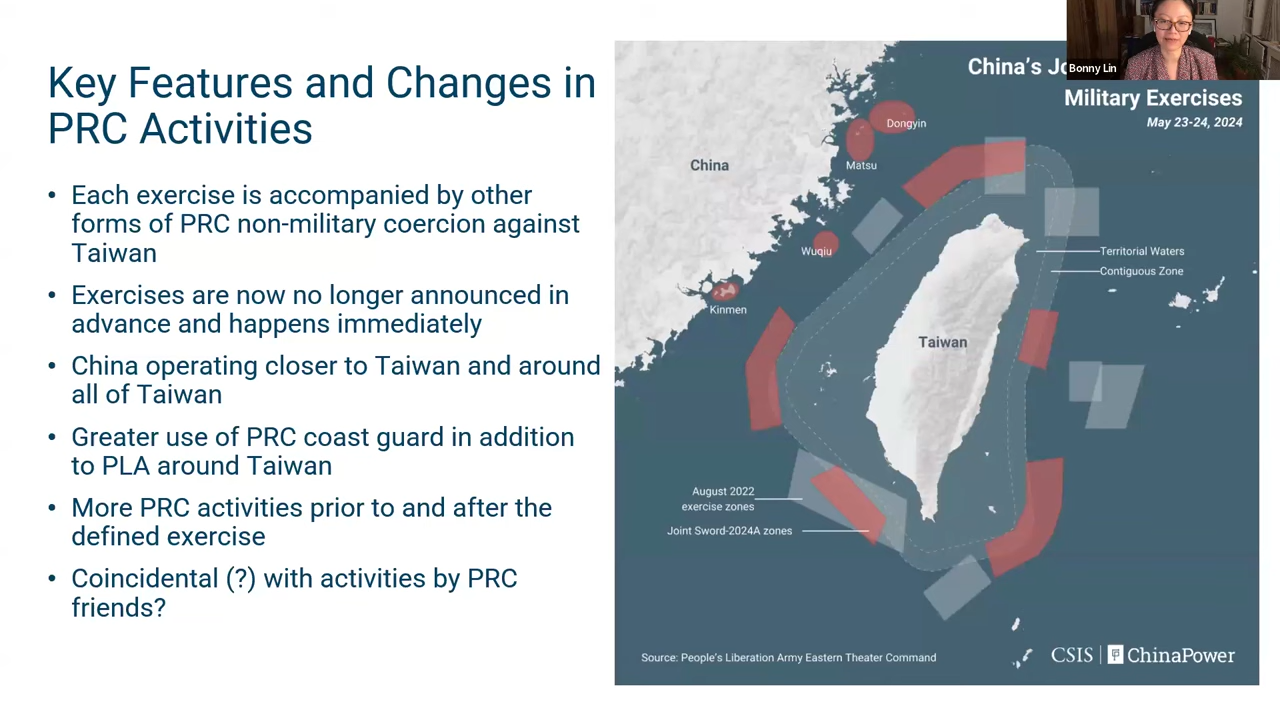 Key Features and Changes in
PRC Activities
• Each exercise is accompanied by other
forms of PRC non-military coercion against
Taiwan
• Exercises are now no longer announced in
advance and happens immediately
• China operating closer to Taiwan and around
all of Taiwan
• Greater use of PRC coast guard in addition
to PLA around Taiwan
• More PRC activities prior to and after the
defined exercise
• Coincidental (?) with activities by PRC
friends?
China's Jo
Bonny Lin
Military Exercises
May 23-24, 2024
Dongyin
China
Matsu
Wuqiu
Territorial Waters
Contiguous Zone
Kinmen
Taiwan
August 2022
exercise zones
Joint Sword-2024A zones
Source: People's Liberation Army Eastern Theater Command
CSIS | ChinaPower